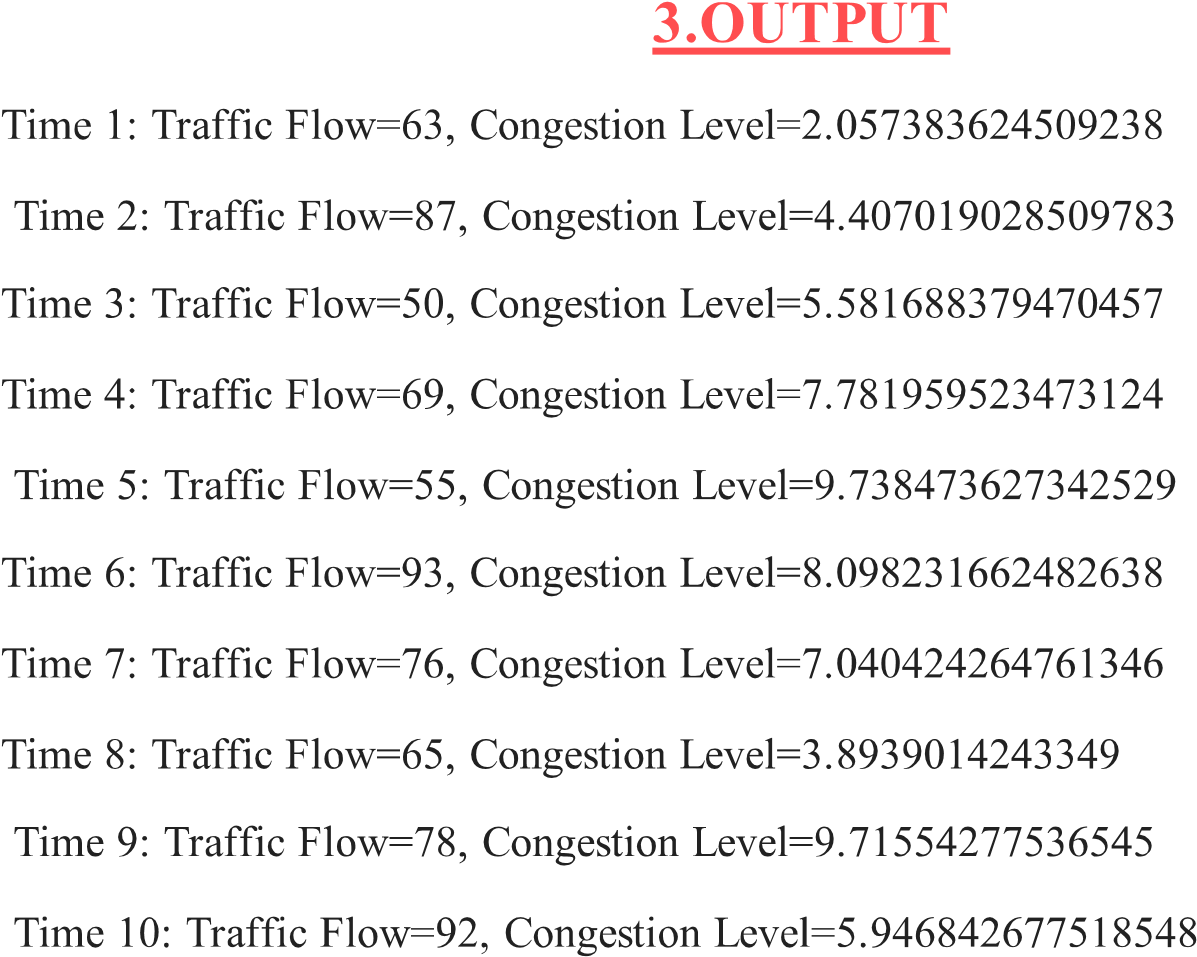 3.OUTPUT
Time 1: Traffic Flow=63, Congestion Level=2.057383624509238
Time 2: Traffic Flow=87, Congestion Level=4.407019028509783
Time 3: Traffic Flow=50, Congestion Level=5.581688379470457
Time 4: Traffic Flow=69, Congestion Level=7.781959523473124
Time 5: Traffic Flow=55, Congestion Level=9.738473627342529
Time 6: Traffic Flow=93, Congestion Level=8.098231662482638
Time 7: Traffic Flow=76, Congestion Level=7.040424264761346
Time 8: Traffic Flow=65, Congestion Level=3.8939014243349
Time 9: Traffic Flow=78, Congestion Level=9.71554277536545
Time 10: Traffic Flow=92, Congestion Level=5.946842677518548